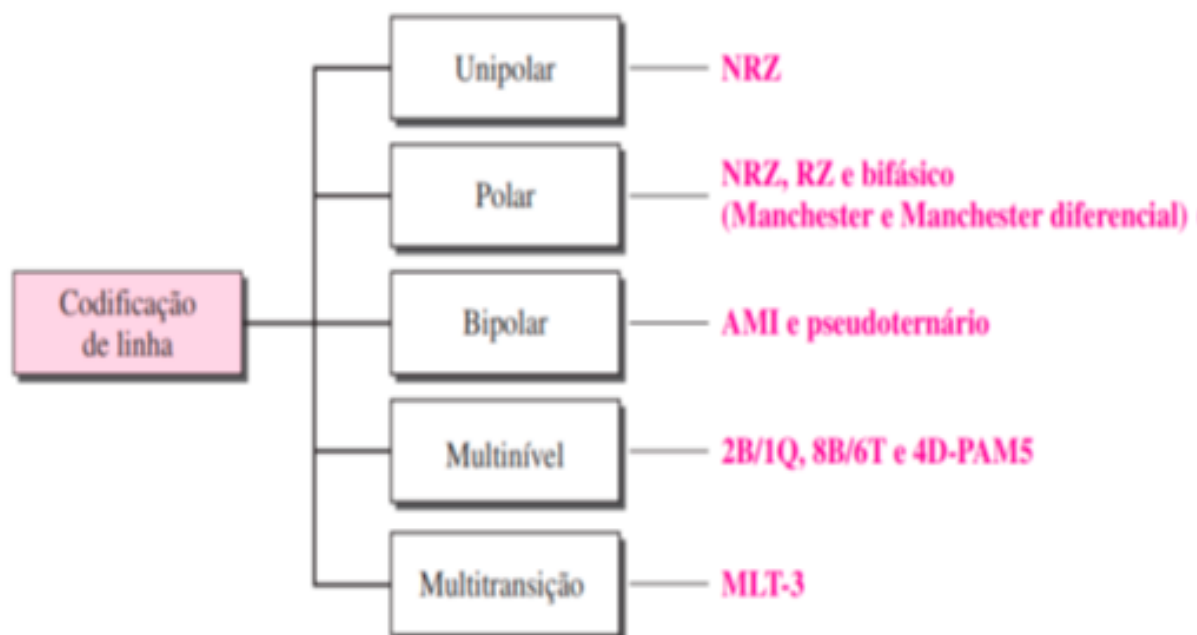 Codificação
de linha
Unipolar
NRZ
Polar
NRZ, RZ e bifásico
(Manchester e Manchester diferencial)
Bipolar
AMI e pseudoternário
Multinível
2B/1Q, 8B/6T e 4D-PAM5
Multitransição
MLT-3